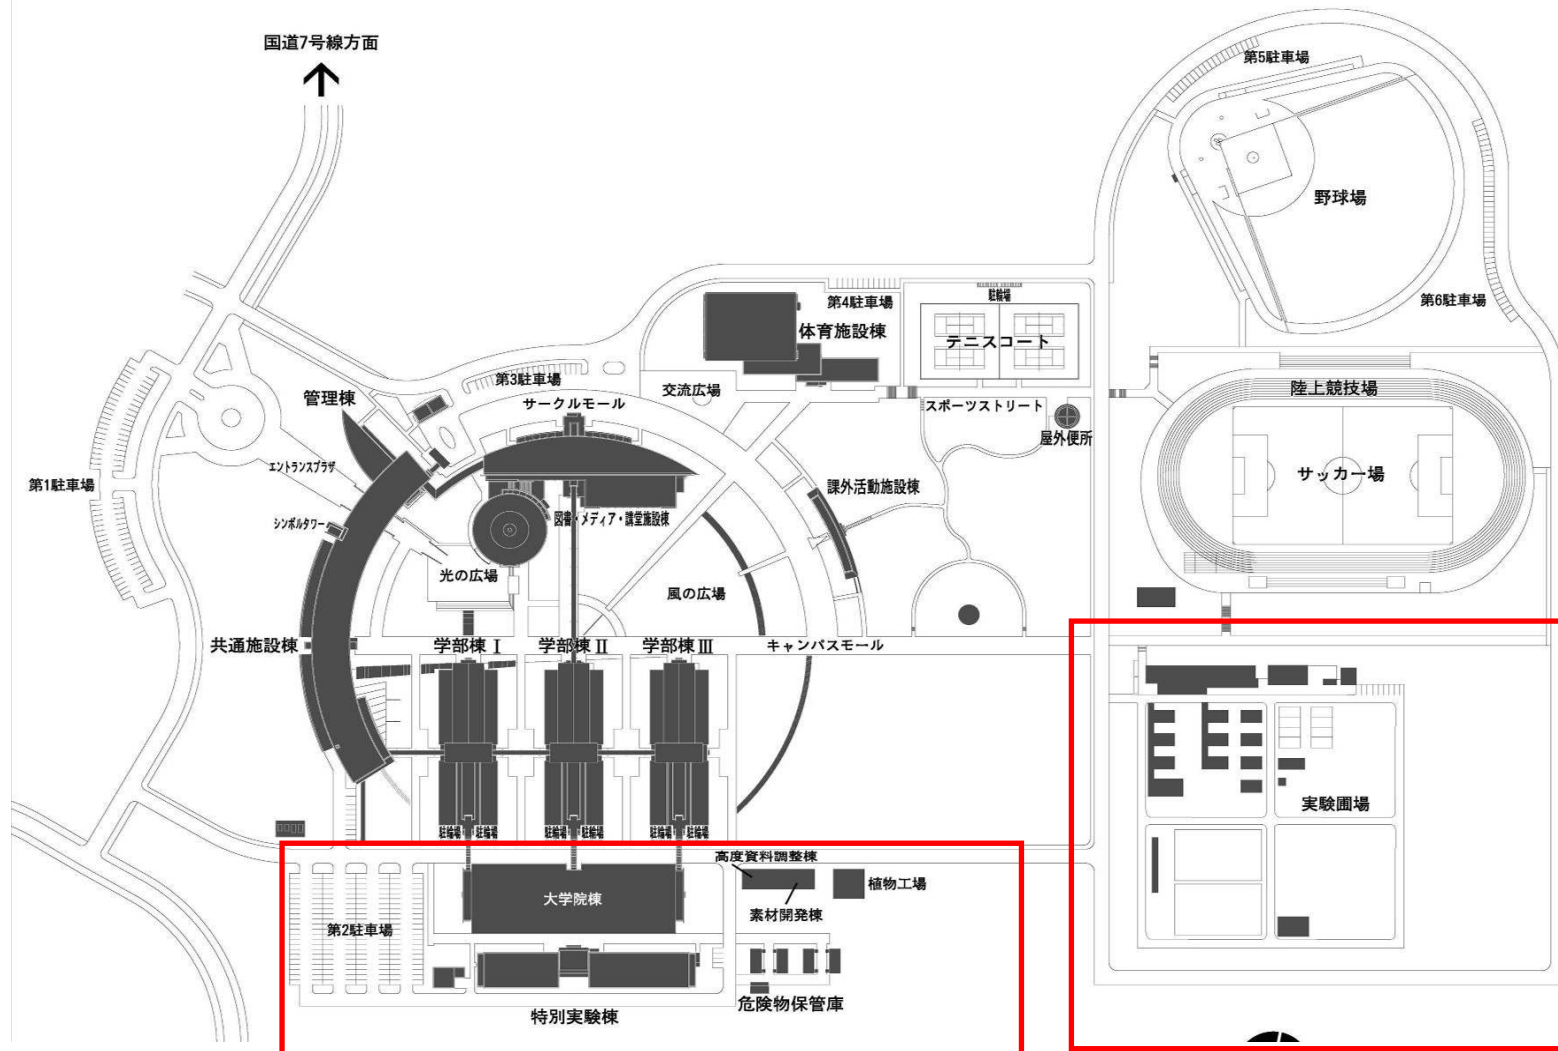 国道7号線方面
第5駐車場
野球場
第6駐車場
駐輪場
第4駐車場
体育施設棟
テニスコート
第3駐車場
交流広場
陸上競技場
管理棟
サークルモール
スポーツストリート
屋外便所
エントランスプラザ
サッカー場
第1駐車場
課外活動施設棟
シンボルタワー
図書・メディア・講堂施設棟
光の広場
風の広場
共通施設棟
学部棟 Ⅰ
学部棟 Ⅱ
学部棟 Ⅲ
キャンパスモール
実験圃場
駐輪場 駐輪場
駐輪場 駐輪場
駐輪場 駐輪場
高度資料調整棟
植物工場
大学院棟
素材開発棟
第2駐車場
危険物保管庫
特別実験棟